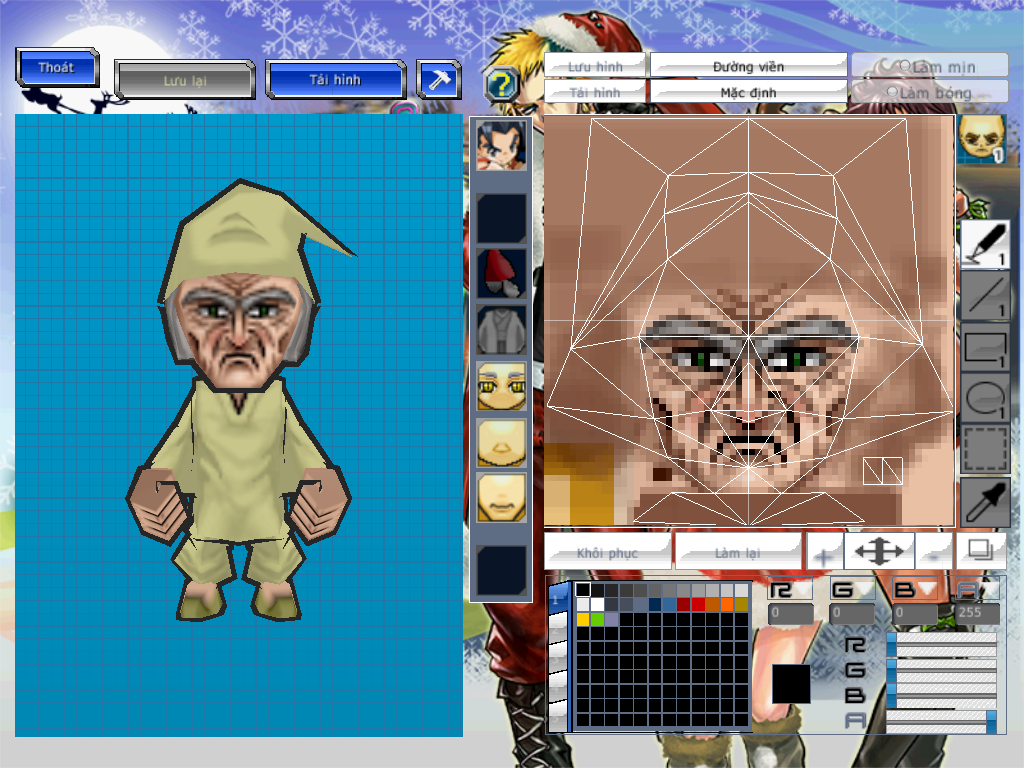 Thoát
Lưu lại
Tải hình
?
Lưu hình
Đường viền
Làm mịn
Tải hình
Mặc định
Làm bóng
1
1
1
1
1
Khôi phục
Làm lại
+
-
1
R
G
B
A
0
0
0
255
R
G
B
A